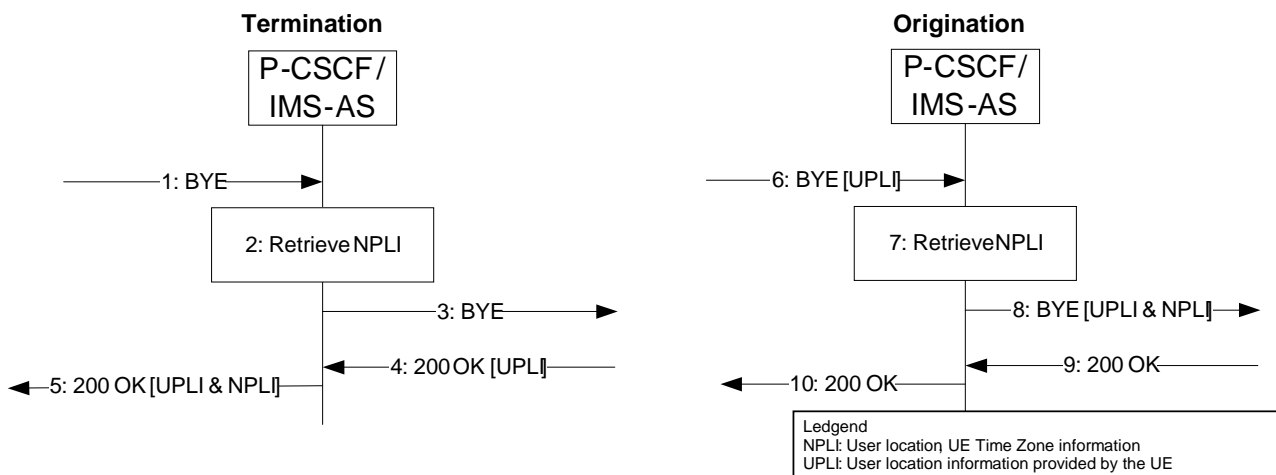 Termination
P-CSCF/
IMS-AS
1: BYE
2: Retrieve NPLI
3: BYE
4: 200 OK [UPLI]
5: 200 OK [UPLI & NPLI]
Origination
P-CSCF/
IMS-AS
6: BYE [UPLI]
7: Retrieve NPLI
8: BYE [UPLI & NPLI]
9: 200 OK
10: 200 OK
Ledgend
NPLI: User location, UE Time Zone information
UPLI: User location information provided by the UE